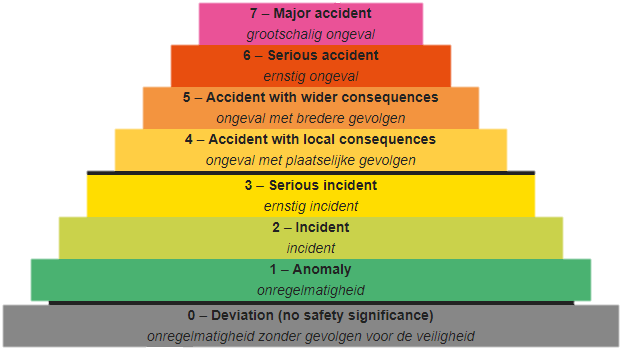 7 – Major accident
grootschalig ongeval
6 – Serious accident
ernstig ongeval
5 – Accident with wider consequences
ongeval met bredere gevolgen
4 – Accident with local consequences
ongeval met plaatselijke gevolgen
3 – Serious incident
ernstig incident
2 – Incident
incident
1 – Anomaly
onregelmatigheid
0 – Deviation (no safety significance)
onregelmatigheid zonder gevolgen voor de veiligheid